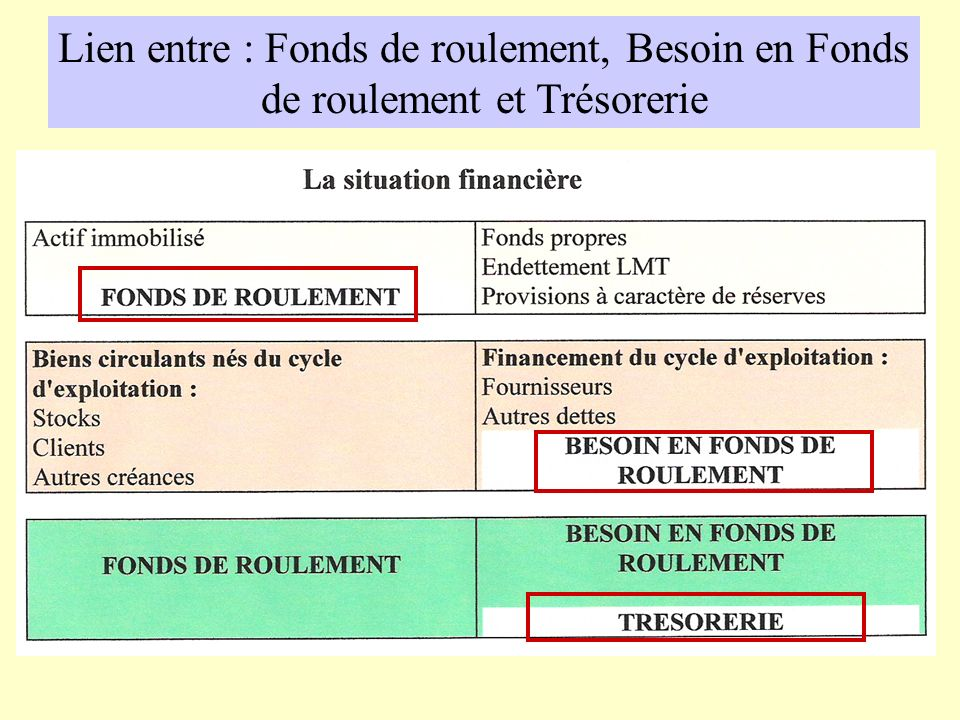 Lien entre : Fonds de roulement, Besoin en Fonds
de roulement et Trésorerie
La situation financière
Actif immobilisé
FONDS DE ROULEMENT
Fonds propres
Endettement LMT
Provisions à caractère de réserves
Biens circulants nés du cycle
d'exploitation :
Stocks
Clients
Autres créances
Financement du cycle d'exploitation :
Fournisseurs
Autres dettes
BESOIN EN FONDS DE
ROULEMENT
FONDS DE ROULEMENT
BESOIN EN FONDS DE
ROULEMENT
TRESORERIE